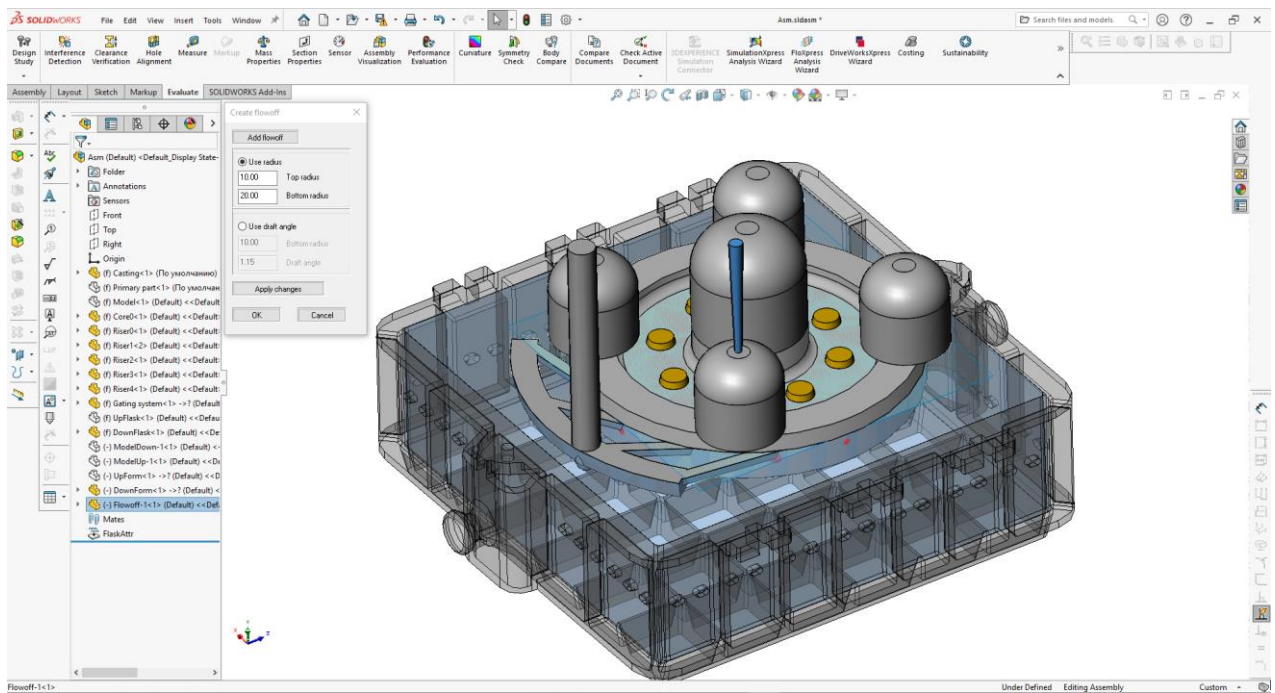 SOLIDWORKS File Edit View Insert Tools Window Asm.sldasm * Search files and models
Design Study
Interference Detection
Clearance Verification
Hole Alignment
Measure
Markup
Mass Properties
Section Properties
Sensor
Assembly Visualization
Performance Evaluation
Curvature
Symmetry Check
Body Compare
Compare Documents
Check Active Document
3DEXPERIENCE Simulation Connector
SimulationXpress Analysis Wizard
FloXpress Analysis Wizard
DriveWorksXpress Wizard
Costing
Sustainability
Assembly Layout Sketch Markup Evaluate SOLIDWORKS Add-Ins
Asm (Default) <Default_Display State-
Folder
Annotations
Sensors
Front
Top
Right
Origin
(f) Casting<1> (По умолчанию)
(f) Primary part<1> (По умолчан
(f) Model<1> (Default) <<Default
(f) Core0<1> (Default) <<Default
(f) Riser0<1> (Default) <<Default
(f) Riser1<2> (Default) <<Default
(f) Riser2<1> (Default) <<Default
(f) Riser3<1> (Default) <<Default
(f) Riser4<1> (Default) <<Default
(f) Gating system<1> ->? (Default
(f) UpFlask<1> (Default) <<Defau
(f) DownFlask<1> (Default) <<De
(-) ModelDown-1<1> (Default) <
(-) ModelUp-1<1> (Default) <<De
(-) UpForm<1> ->? (Default) <<D
(-) DownForm<1> ->? (Default) <
(-) Flowoff-1<1> (Default) <<Def
Mates
FlaskAttr
Create flowoff
Add flowoff
Use radius
10.00 Top radius
20.00 Bottom radius
Use draft angle
10.00 Bottom radius
1.15 Draft angle
Apply changes
OK Cancel
Flowoff-1<1> Under Defined Editing Assembly Custom